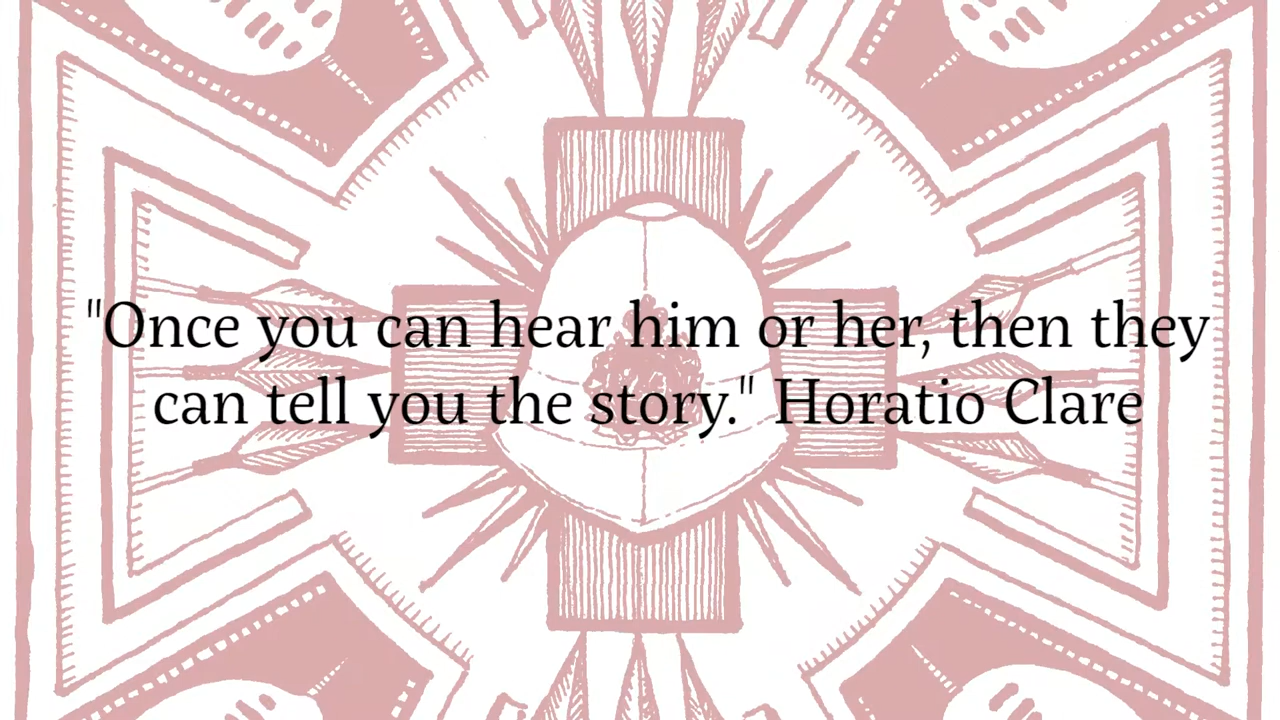 "Once you can hear him or her, then they
can tell you the story." Horatio Clare